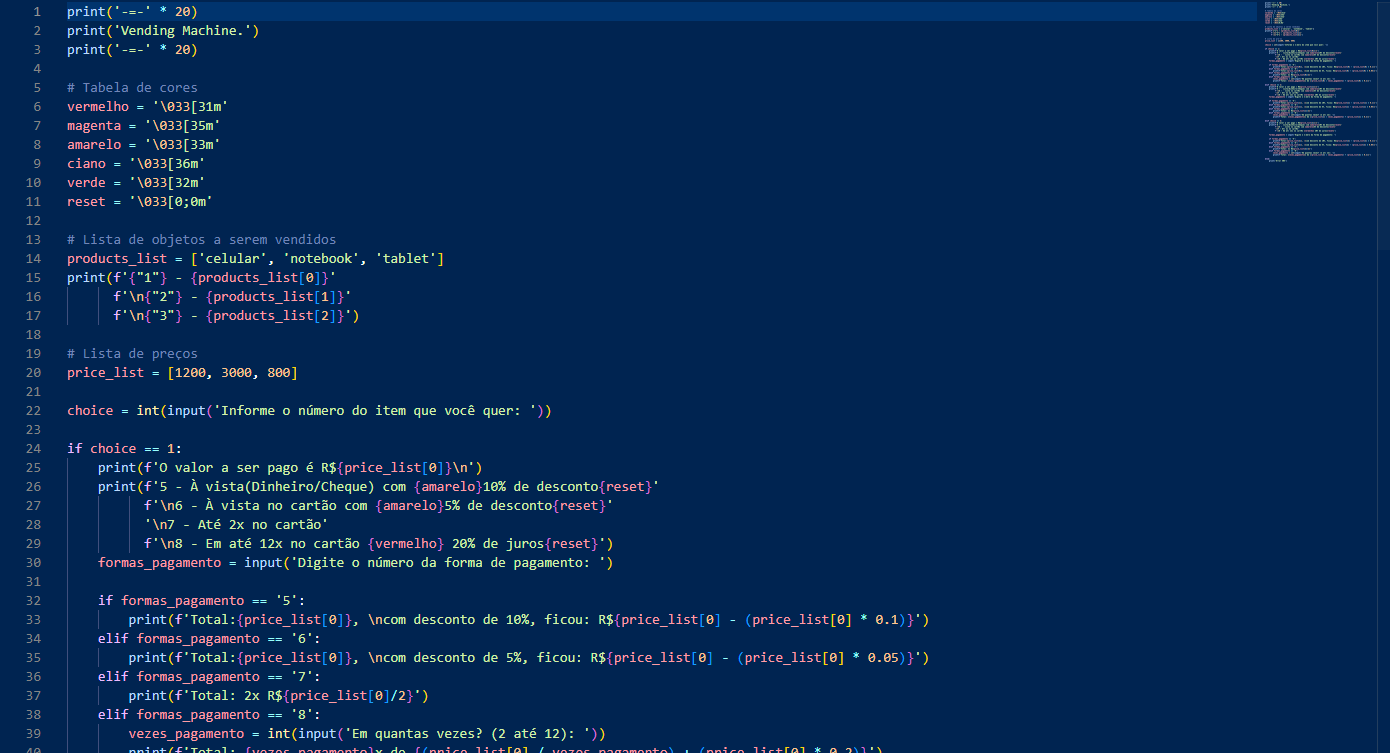 1 print('-=-' * 20)
2 print('Vending Machine.')
3 print('-=-' * 20)
4
5 # Tabela de cores
6 vermelho = '\033[31m'
7 magenta = '\033[35m'
8 amarelo = '\033[33m'
9 ciano = '\033[36m'
10 verde = '\033[32m'
11 reset = '\033[0;0m'
12
13 # Lista de objetos a serem vendidos
14 products_list = ['celular', 'notebook', 'tablet']
15 print(f'{"1"} - {products_list[0]}'
16       f'\n{"2"} - {products_list[1]}'
17       f'\n{"3"} - {products_list[2]}')
18
19 # Lista de preços
20 price_list = [1200, 3000, 800]
21
22 choice = int(input('Informe o número do item que você quer: '))
23
24 if choice == 1:
25     print(f'O valor a ser pago é R${price_list[0]}\n')
26     print(f'5 - À vista(Dinheiro/Cheque) com {amarelo}10% de desconto{reset}'
27           f'\n6 - À vista no cartão com {amarelo}5% de desconto{reset}'
28           '\n7 - Até 2x no cartão'
29           f'\n8 - Em até 12x no cartão {vermelho} 20% de juros{reset}')
30     formas_pagamento = input('Digite o número da forma de pagamento: ')
31
32     if formas_pagamento == '5':
33         print(f'Total:{price_list[0]}, \ncom desconto de 10%, ficou: R${price_list[0] - (price_list[0] * 0.1)}')
34     elif formas_pagamento == '6':
35         print(f'Total:{price_list[0]}, \ncom desconto de 5%, ficou: R${price_list[0] - (price_list[0] * 0.05)}')
36     elif formas_pagamento == '7':
37         print(f'Total: 2x R${price_list[0]/2}')
38     elif formas_pagamento == '8':
39         vezes_pagamento = int(input('Em quantas vezes? (2 até 12): '))
40         print(f'Total: {vezes_pagamento}x de {(price_list[0] / vezes_pagamento) + (price_list[0] * 0.2)}')